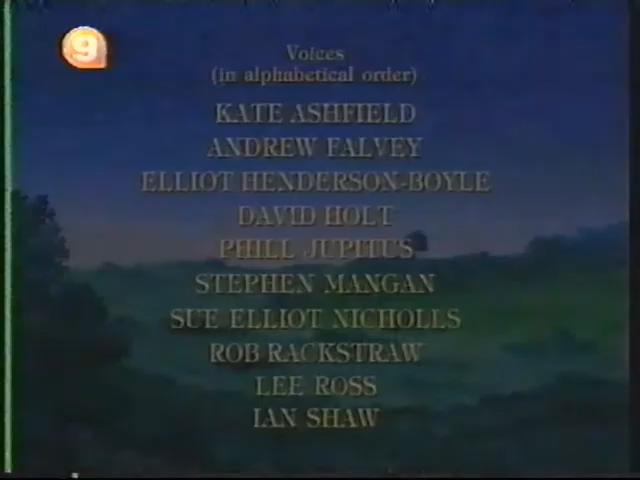 9
Voices
(in alphabetical order)
KATE ASHFIELD
ANDREW FALVEY
ELLIOT HENDERSON-BOYLE
DAVID HOLT
PHILL JUPITUS
STEPHEN MANGAN
SUE ELLIOT NICHOLLS
ROB RACKSTRAW
LEE ROSS
IAN SHAW